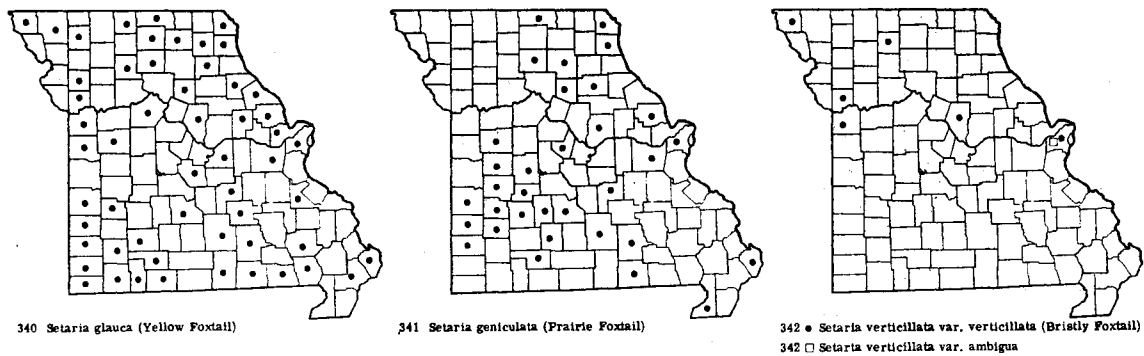 340 Setaria glauca (Yellow Foxtail)
341 Setaria geniculata (Prairie Foxtail)
342 ● Setaria verticillata var. verticillata (Bristly Foxtail)
342 □ Setaria verticillata var. ambigua